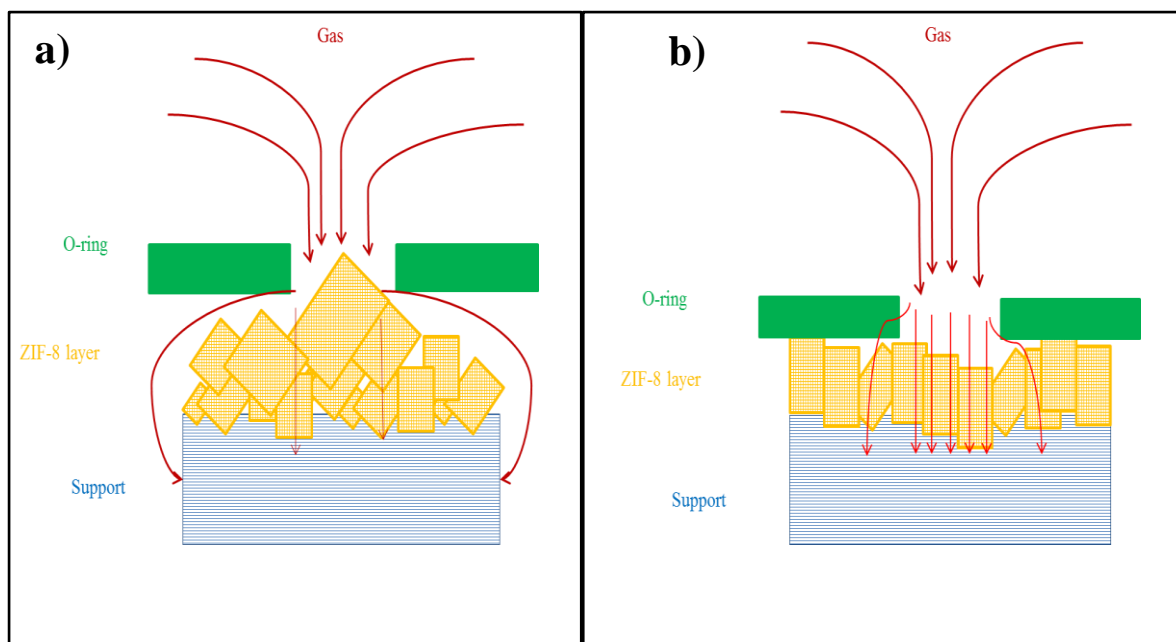 a)
Gas
O-ring
ZIF-8 layer
Support
b)
Gas
O-ring
ZIF-8 layer
Support